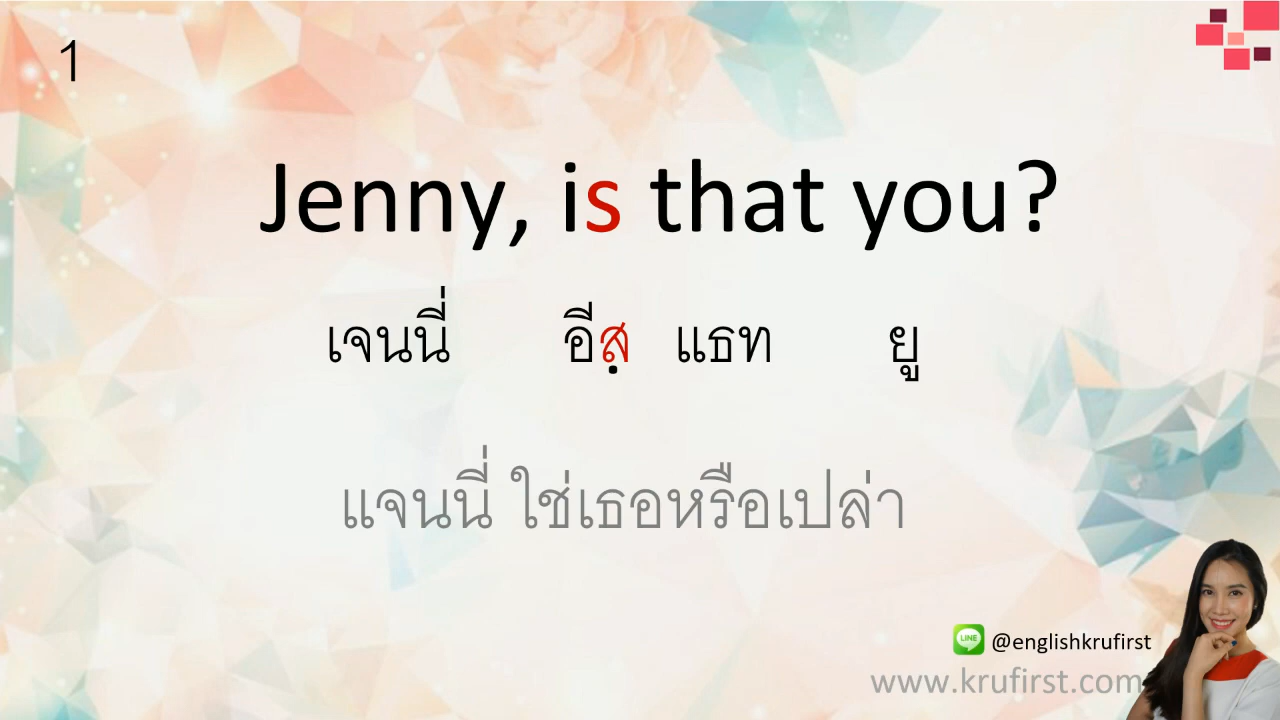 1
Jenny, is that you?
เจนนี่ อีสฺ แธท ยู
แจนนี่ ใช่เธอหรือเปล่า
LINE @englishkrufirst
www.krufirst.com